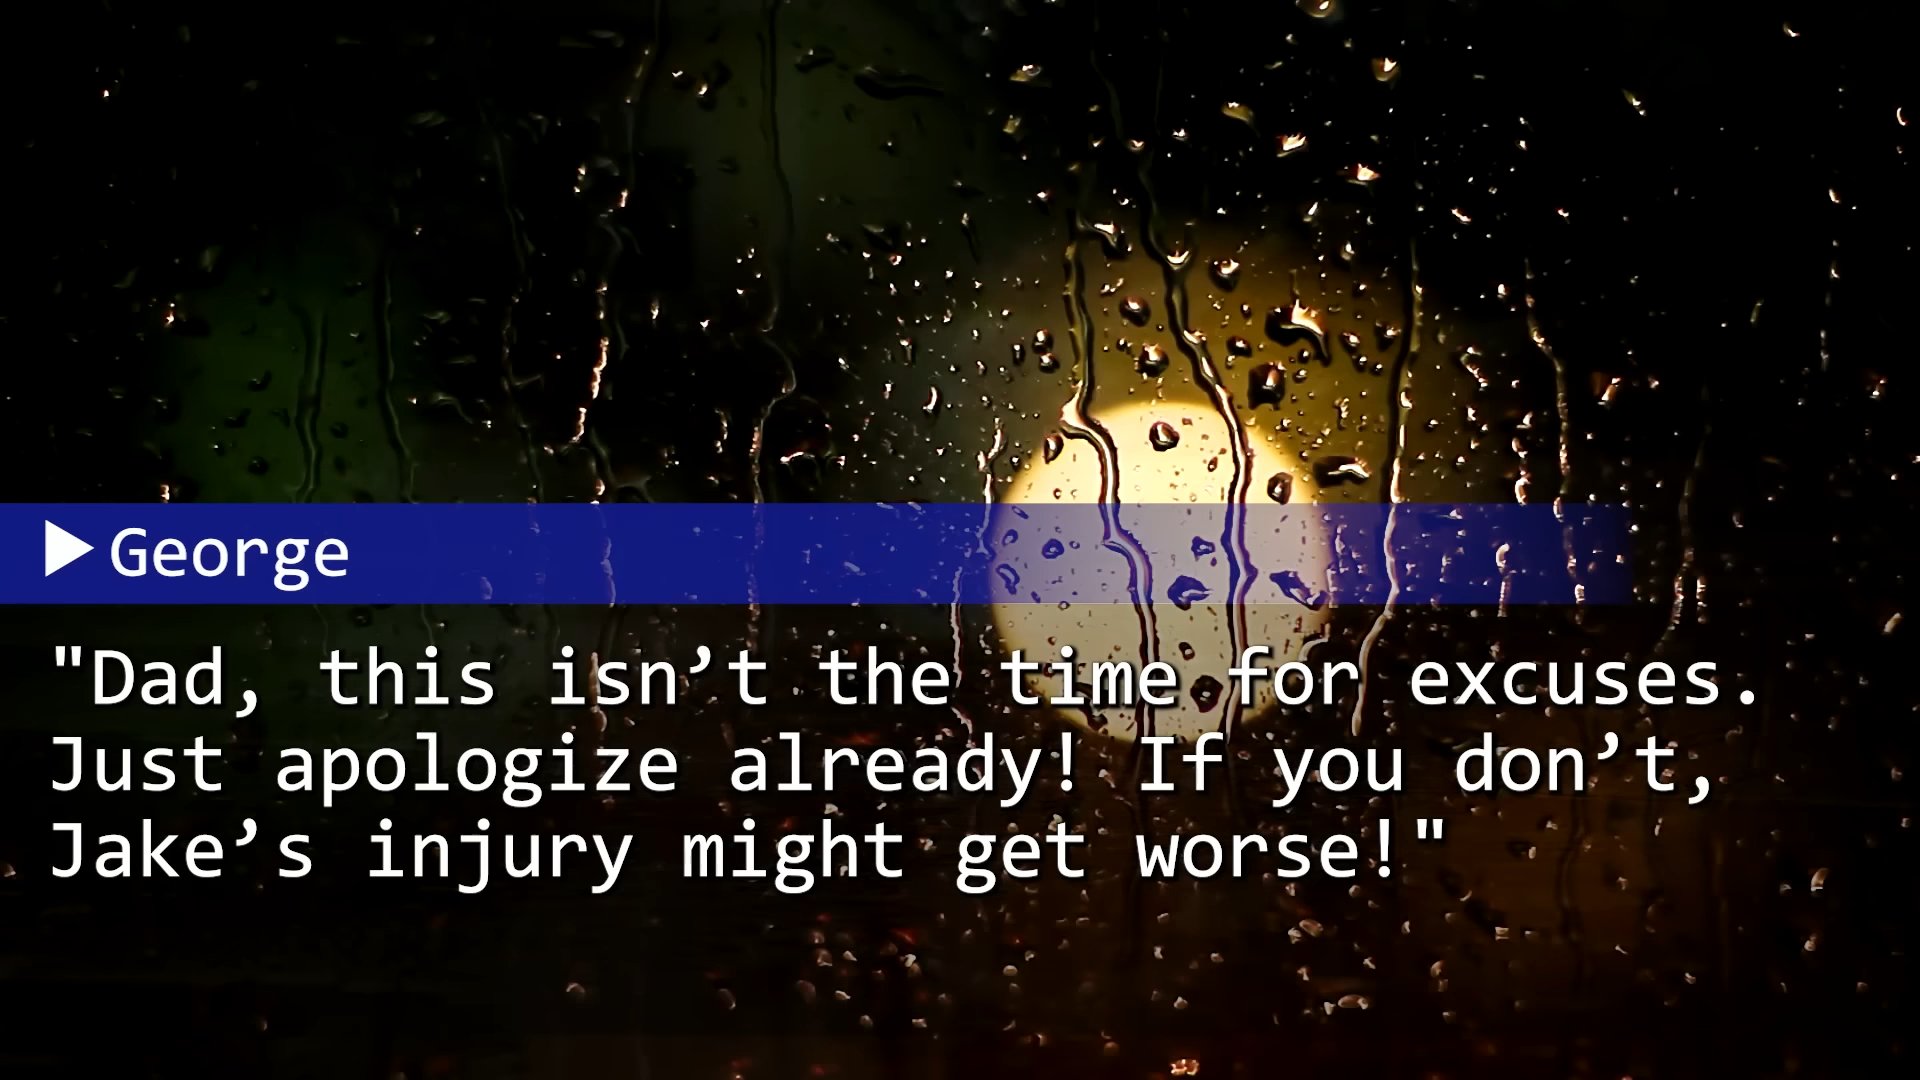 ▶George
"Dad, this isn’t the time for excuses.
Just apologize already! If you don’t,
Jake’s injury might get worse!"